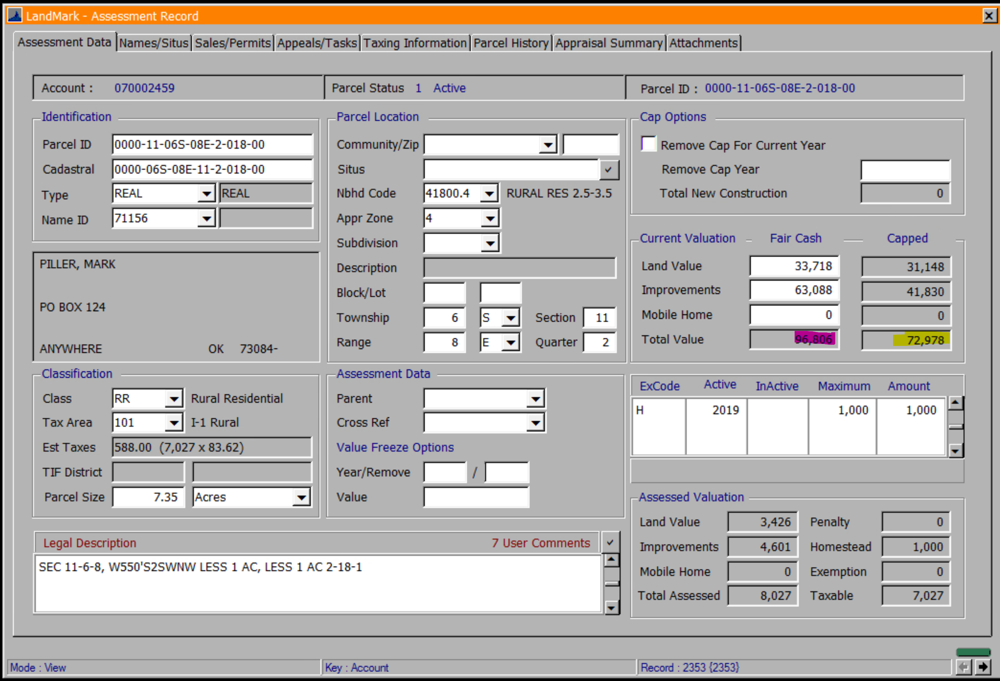 LandMark - Assessment Record
Assessment Data Names/Situs Sales/Permits Appeals/Tasks Taxing Information Parcel History Appraisal Summary Attachments
Account : 070002459 Parcel Status 1 Active Parcel ID : 0000-11-06S-08E-2-018-00
Identification
Parcel ID 0000-11-06S-08E-2-018-00
Cadastral 0000-06S-08E-11-2-018-00
Type REAL REAL
Name ID 71156
PILLER, MARK
PO BOX 124
ANYWHERE OK 73084-
Classification
Class RR Rural Residential
Tax Area 101 I-1 Rural
Est Taxes 588.00 (7,027 x 83.62)
TIF District
Parcel Size 7.35 Acres
Parcel Location
Community/Zip
Situs
Nbhd Code 41800.4 RURAL RES 2.5-3.5
Appr Zone 4
Subdivision
Description
Block/Lot
Township 6 S Section 11
Range 8 E Quarter 2
Assessment Data
Parent
Cross Ref
Value Freeze Options
Year/Remove /
Value
Cap Options
Remove Cap For Current Year
Remove Cap Year
Total New Construction 0
Current Valuation Fair Cash Capped
Land Value 33,718 31,148
Improvements 63,088 41,830
Mobile Home 0 0
Total Value 96,806 72,978
ExCode Active InActive Maximum Amount
H 2019 1,000 1,000
Assessed Valuation
Land Value 3,426 Penalty 0
Improvements 4,601 Homestead 1,000
Mobile Home 0 Exemption 0
Total Assessed 8,027 Taxable 7,027
Legal Description 7 User Comments
SEC 11-6-8, W550'S2SWNW LESS 1 AC, LESS 1 AC 2-18-1
Mode : View Key : Account Record : 2353 {2353}